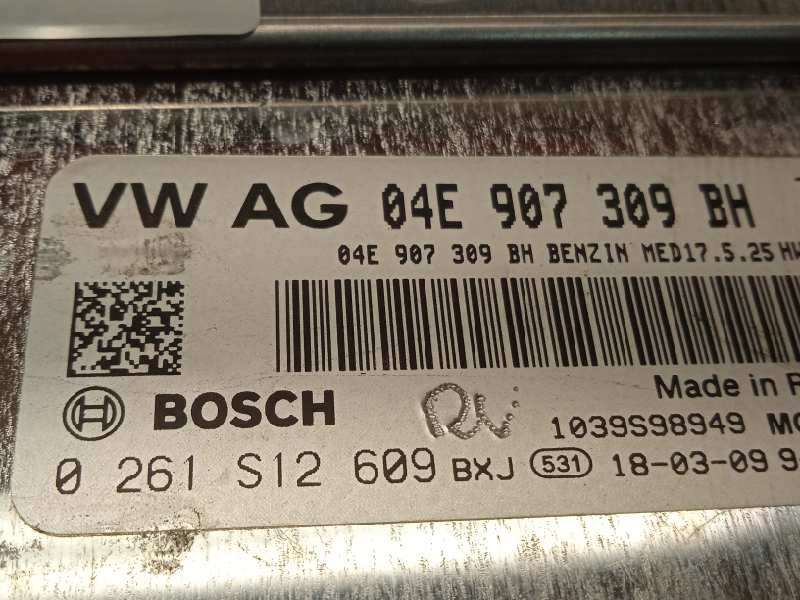 VW AG 04E 907 309 BH
04E 907 309 BH BENZIN MED17.5.25 HW
Made in
BOSCH
1039S98949
0 261 S12 609 BXJ 531 18-03-09